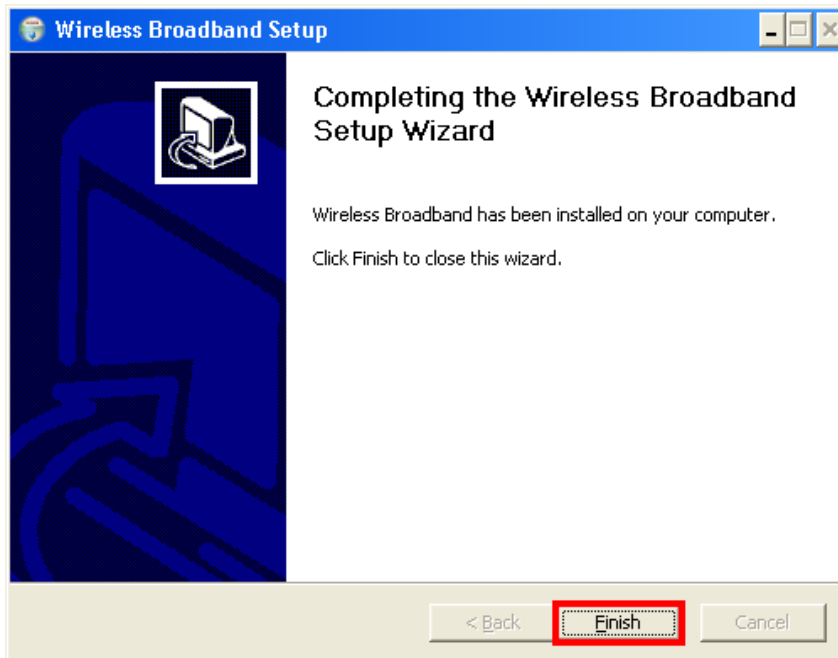 Wireless Broadband Setup
Completing the Wireless Broadband
Setup Wizard
Wireless Broadband has been installed on your computer.
Click Finish to close this wizard.
< Back
Finish
Cancel